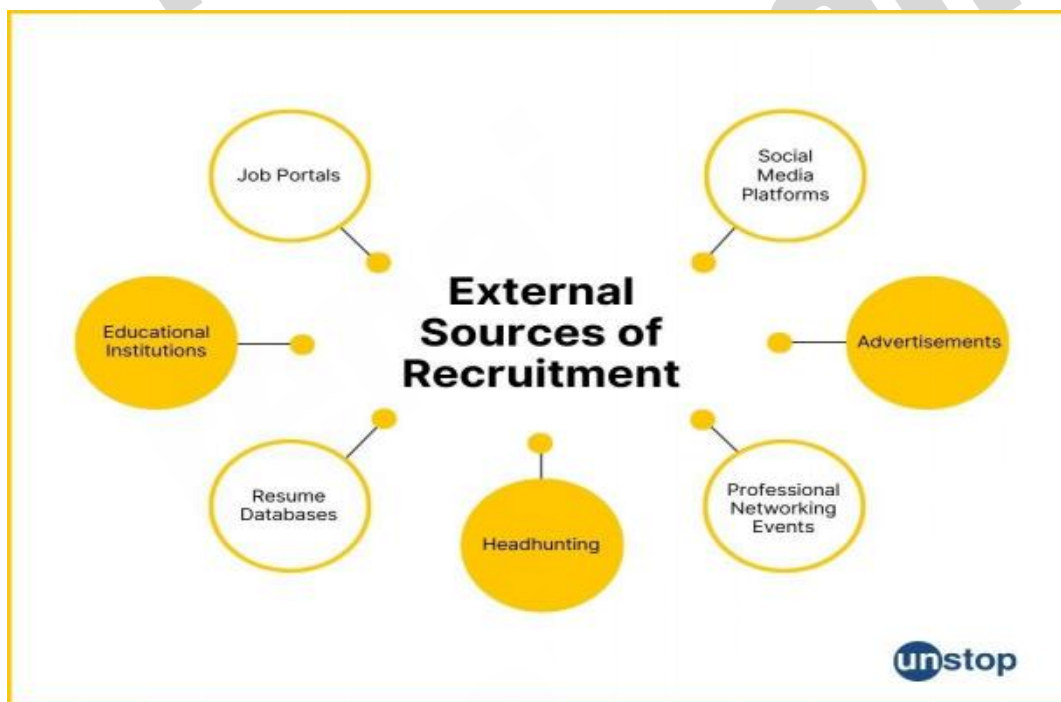 Job Portals
Social
Media
Platforms
External
Sources of
Recruitment
Educational
Institutions
Advertisements
Resume
Databases
Headhunting
Professional
Networking
Events
unstop